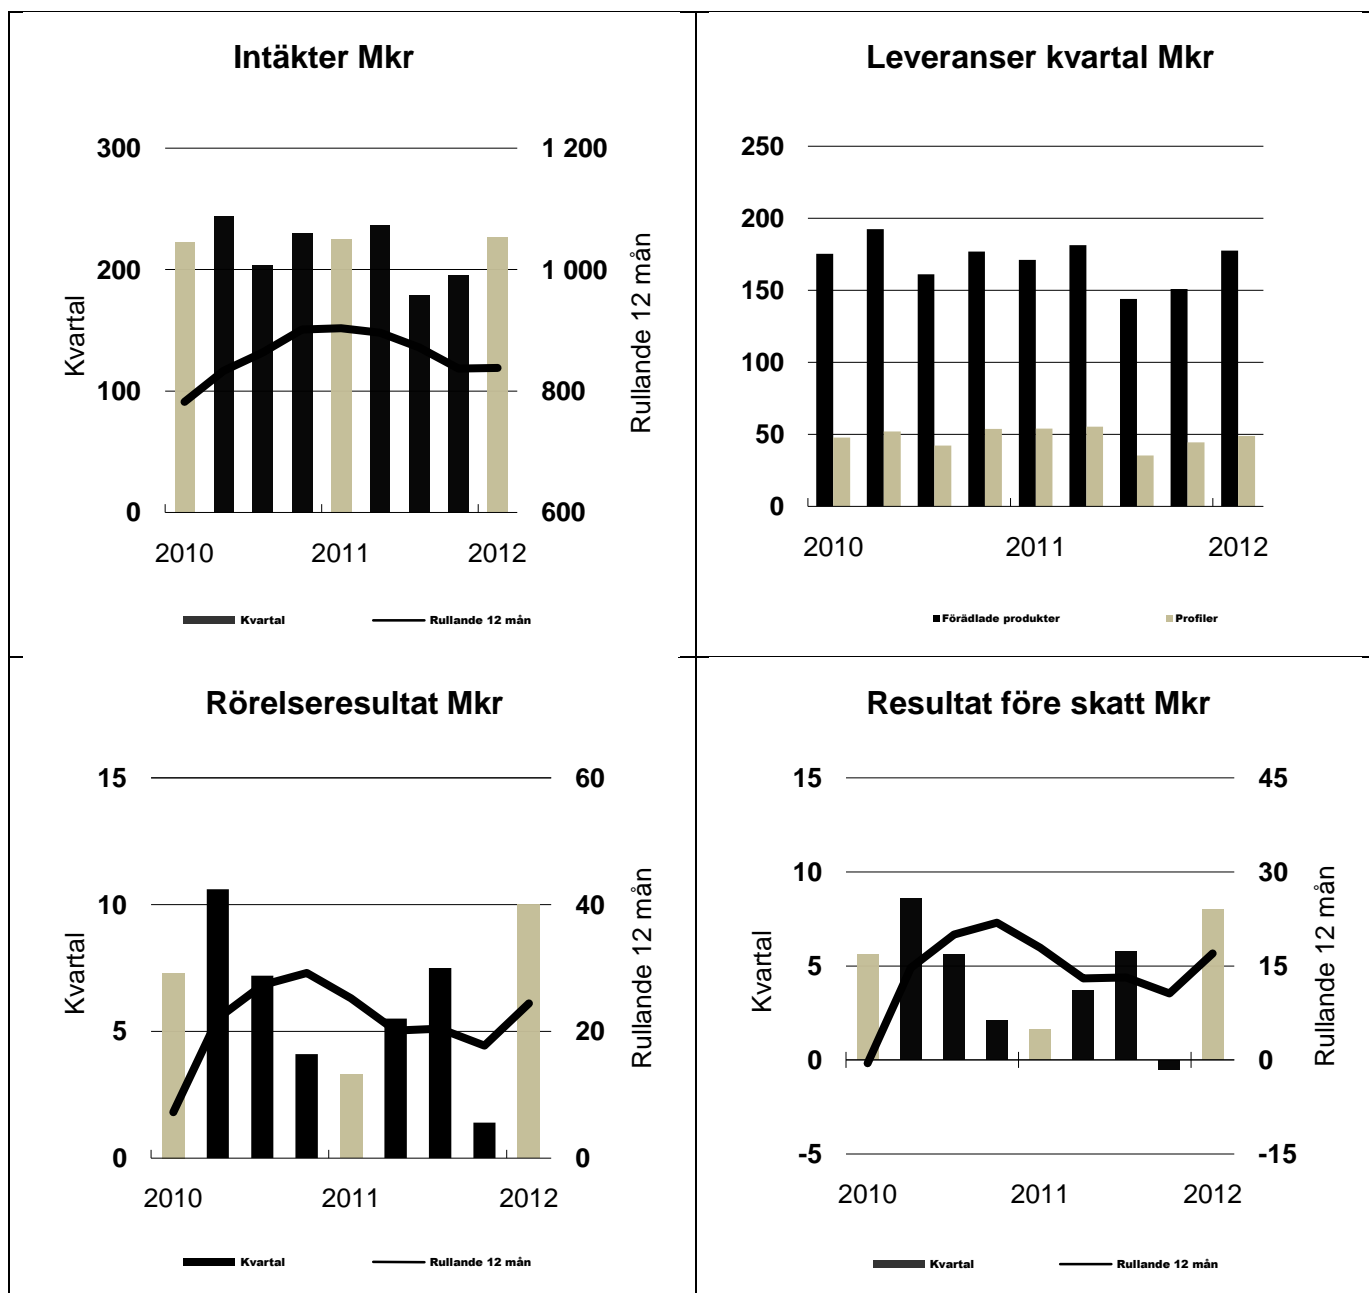 Intäkter Mkr
300
200
100
0
Kvartal
1 200
1 000
800
600
Rullande 12 mån
2010 2011 2012
Kvartal Rullande 12 mån
Leveranser kvartal Mkr
250
200
150
100
50
0
2010 2011 2012
Förädlade produkter Profiler
Rörelseresultat Mkr
15
10
5
0
Kvartal
60
40
20
0
Rullande 12 mån
2010 2011 2012
Kvartal Rullande 12 mån
Resultat före skatt Mkr
15
10
5
0
-5
Kvartal
45
30
15
0
-15
Rullande 12 mån
2010 2011 2012
Kvartal Rullande 12 mån